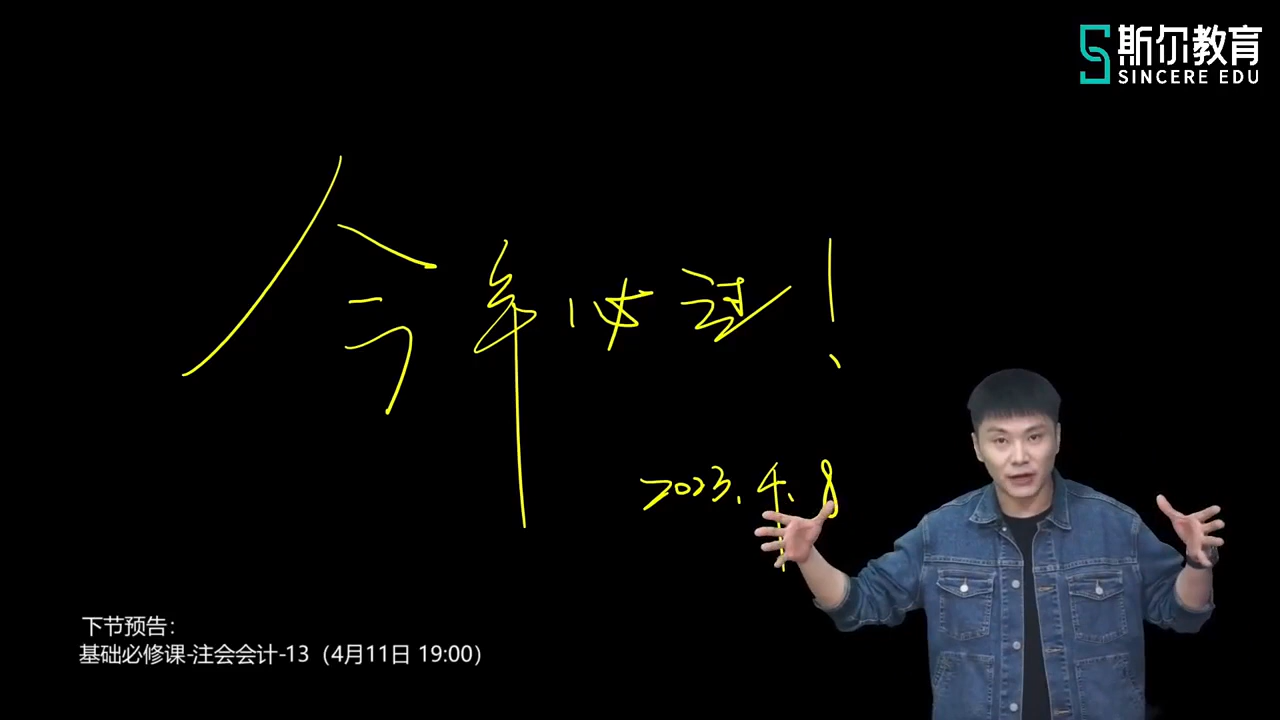 斯尔教育
SINCERE EDU
今年必过!
2023.4.8
下节预告:
基础必修课-注会会计-13(4月11日 19:00)